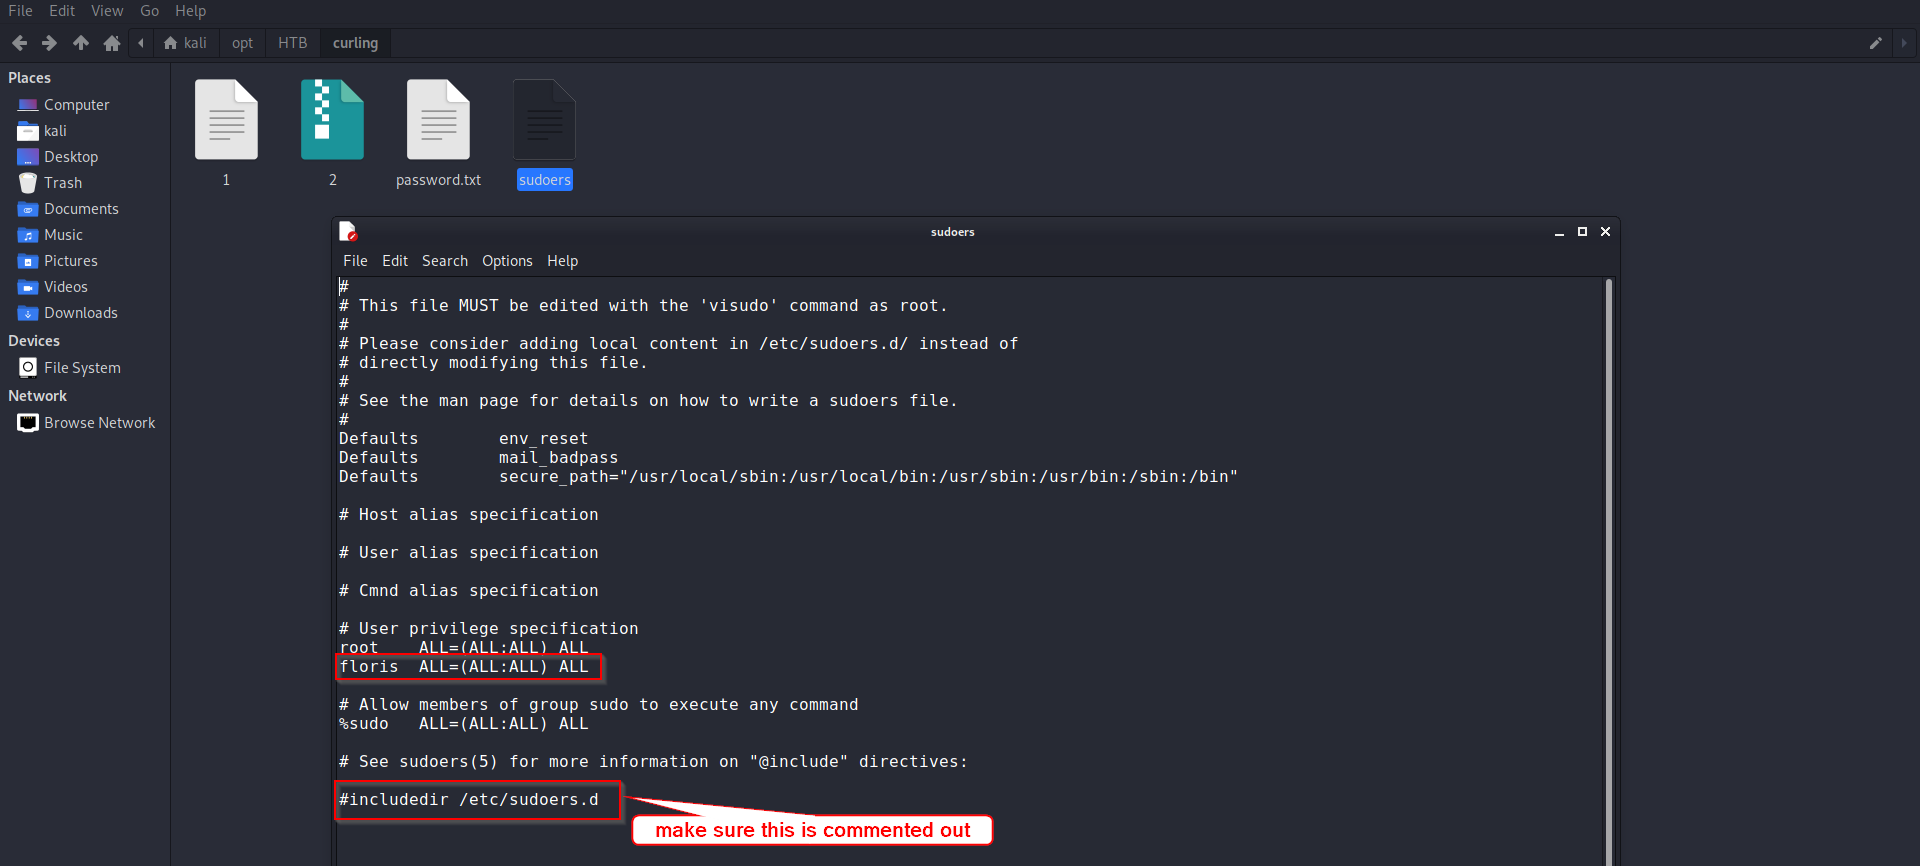 File Edit View Go Help
kali opt HTB curling
Places
Computer
kali
Desktop
Trash
Documents
Music
Pictures
Videos
Downloads
Devices
File System
Network
Browse Network
1 2 password.txt sudoers
sudoers
File Edit Search Options Help
#
# This file MUST be edited with the 'visudo' command as root.
#
# Please consider adding local content in /etc/sudoers.d/ instead of
# directly modifying this file.
#
# See the man page for details on how to write a sudoers file.
#
Defaults        env_reset
Defaults        mail_badpass
Defaults        secure_path="/usr/local/sbin:/usr/local/bin:/usr/sbin:/usr/bin:/sbin:/bin"
# Host alias specification
# User alias specification
# Cmnd alias specification
# User privilege specification
root    ALL=(ALL:ALL) ALL
floris  ALL=(ALL:ALL) ALL
# Allow members of group sudo to execute any command
%sudo   ALL=(ALL:ALL) ALL
# See sudoers(5) for more information on "@include" directives:
#includedir /etc/sudoers.d
make sure this is commented out